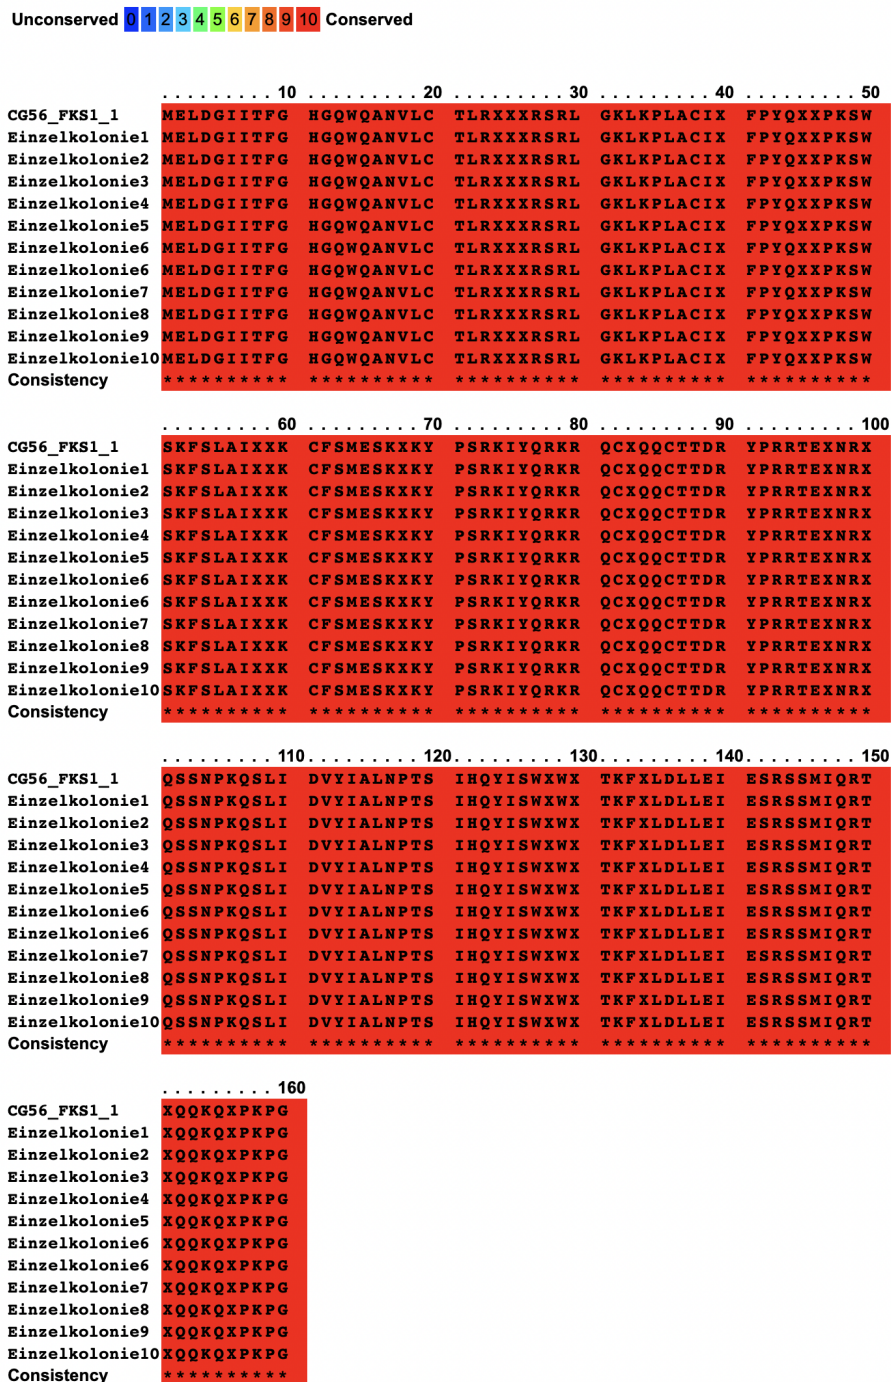 Unconserved 0 1 2 3 4 5 6 7 8 9 10 Conserved
. . . . . . . . . 10 . . . . . . . . . 20 . . . . . . . . . 30 . . . . . . . . . 40 . . . . . . . . . 50
CG56_FKS1_1 MELDGIITFG HGQWQANVLC TLRXXXRSRL GKLKPLACIX FPYQXXPKSW
Einzelkolonie1 MELDGIITFG HGQWQANVLC TLRXXXRSRL GKLKPLACIX FPYQXXPKSW
Einzelkolonie2 MELDGIITFG HGQWQANVLC TLRXXXRSRL GKLKPLACIX FPYQXXPKSW
Einzelkolonie3 MELDGIITFG HGQWQANVLC TLRXXXRSRL GKLKPLACIX FPYQXXPKSW
Einzelkolonie4 MELDGIITFG HGQWQANVLC TLRXXXRSRL GKLKPLACIX FPYQXXPKSW
Einzelkolonie5 MELDGIITFG HGQWQANVLC TLRXXXRSRL GKLKPLACIX FPYQXXPKSW
Einzelkolonie6 MELDGIITFG HGQWQANVLC TLRXXXRSRL GKLKPLACIX FPYQXXPKSW
Einzelkolonie6 MELDGIITFG HGQWQANVLC TLRXXXRSRL GKLKPLACIX FPYQXXPKSW
Einzelkolonie7 MELDGIITFG HGQWQANVLC TLRXXXRSRL GKLKPLACIX FPYQXXPKSW
Einzelkolonie8 MELDGIITFG HGQWQANVLC TLRXXXRSRL GKLKPLACIX FPYQXXPKSW
Einzelkolonie9 MELDGIITFG HGQWQANVLC TLRXXXRSRL GKLKPLACIX FPYQXXPKSW
Einzelkolonie10 MELDGIITFG HGQWQANVLC TLRXXXRSRL GKLKPLACIX FPYQXXPKSW
Consistency ********** ********** ********** ********** **********
. . . . . . . . . 60 . . . . . . . . . 70 . . . . . . . . . 80 . . . . . . . . . 90 . . . . . . . . . 100
CG56_FKS1_1 SKFSLAIXXK CFSMESKXKY PSRKIYQRKR QCXQQCTTDR YPRRTEXNRX
Einzelkolonie1 SKFSLAIXXK CFSMESKXKY PSRKIYQRKR QCXQQCTTDR YPRRTEXNRX
Einzelkolonie2 SKFSLAIXXK CFSMESKXKY PSRKIYQRKR QCXQQCTTDR YPRRTEXNRX
Einzelkolonie3 SKFSLAIXXK CFSMESKXKY PSRKIYQRKR QCXQQCTTDR YPRRTEXNRX
Einzelkolonie4 SKFSLAIXXK CFSMESKXKY PSRKIYQRKR QCXQQCTTDR YPRRTEXNRX
Einzelkolonie5 SKFSLAIXXK CFSMESKXKY PSRKIYQRKR QCXQQCTTDR YPRRTEXNRX
Einzelkolonie6 SKFSLAIXXK CFSMESKXKY PSRKIYQRKR QCXQQCTTDR YPRRTEXNRX
Einzelkolonie6 SKFSLAIXXK CFSMESKXKY PSRKIYQRKR QCXQQCTTDR YPRRTEXNRX
Einzelkolonie7 SKFSLAIXXK CFSMESKXKY PSRKIYQRKR QCXQQCTTDR YPRRTEXNRX
Einzelkolonie8 SKFSLAIXXK CFSMESKXKY PSRKIYQRKR QCXQQCTTDR YPRRTEXNRX
Einzelkolonie9 SKFSLAIXXK CFSMESKXKY PSRKIYQRKR QCXQQCTTDR YPRRTEXNRX
Einzelkolonie10 SKFSLAIXXK CFSMESKXKY PSRKIYQRKR QCXQQCTTDR YPRRTEXNRX
Consistency ********** ********** ********** ********** **********
. . . . . . . . . 110 . . . . . . . . . 120 . . . . . . . . . 130 . . . . . . . . . 140 . . . . . . . . . 150
CG56_FKS1_1 QSSNPKQSLI DVYIALNPTS IHQYISWXWX TKFXLDLLEI ESRSSMIQRT
Einzelkolonie1 QSSNPKQSLI DVYIALNPTS IHQYISWXWX TKFXLDLLEI ESRSSMIQRT
Einzelkolonie2 QSSNPKQSLI DVYIALNPTS IHQYISWXWX TKFXLDLLEI ESRSSMIQRT
Einzelkolonie3 QSSNPKQSLI DVYIALNPTS IHQYISWXWX TKFXLDLLEI ESRSSMIQRT
Einzelkolonie4 QSSNPKQSLI DVYIALNPTS IHQYISWXWX TKFXLDLLEI ESRSSMIQRT
Einzelkolonie5 QSSNPKQSLI DVYIALNPTS IHQYISWXWX TKFXLDLLEI ESRSSMIQRT
Einzelkolonie6 QSSNPKQSLI DVYIALNPTS IHQYISWXWX TKFXLDLLEI ESRSSMIQRT
Einzelkolonie6 QSSNPKQSLI DVYIALNPTS IHQYISWXWX TKFXLDLLEI ESRSSMIQRT
Einzelkolonie7 QSSNPKQSLI DVYIALNPTS IHQYISWXWX TKFXLDLLEI ESRSSMIQRT
Einzelkolonie8 QSSNPKQSLI DVYIALNPTS IHQYISWXWX TKFXLDLLEI ESRSSMIQRT
Einzelkolonie9 QSSNPKQSLI DVYIALNPTS IHQYISWXWX TKFXLDLLEI ESRSSMIQRT
Einzelkolonie10 QSSNPKQSLI DVYIALNPTS IHQYISWXWX TKFXLDLLEI ESRSSMIQRT
Consistency ********** ********** ********** ********** **********
. . . . . . . . . 160
CG56_FKS1_1 XQQKQXPKPG
Einzelkolonie1 XQQKQXPKPG
Einzelkolonie2 XQQKQXPKPG
Einzelkolonie3 XQQKQXPKPG
Einzelkolonie4 XQQKQXPKPG
Einzelkolonie5 XQQKQXPKPG
Einzelkolonie6 XQQKQXPKPG
Einzelkolonie6 XQQKQXPKPG
Einzelkolonie7 XQQKQXPKPG
Einzelkolonie8 XQQKQXPKPG
Einzelkolonie9 XQQKQXPKPG
Einzelkolonie10 XQQKQXPKPG
Consistency **********